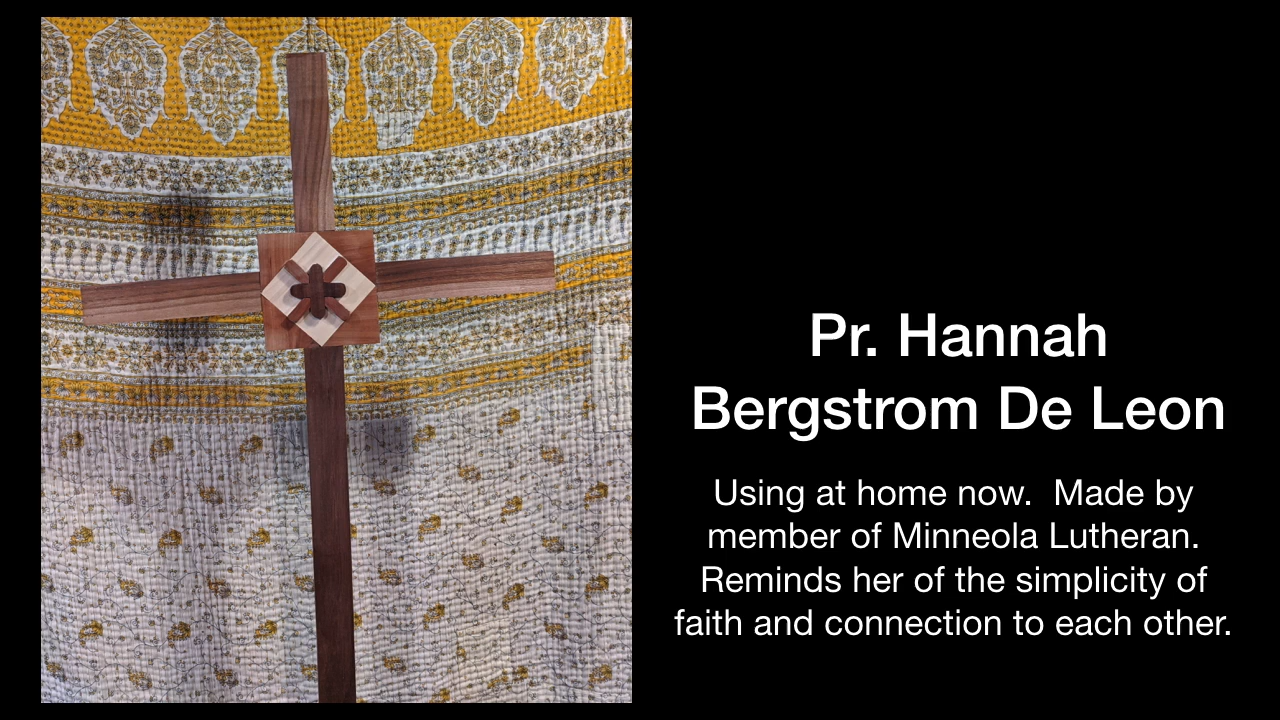 Pr. Hannah
Bergstrom De Leon
Using at home now.  Made by
member of Minneola Lutheran.
Reminds her of the simplicity of
faith and connection to each other.